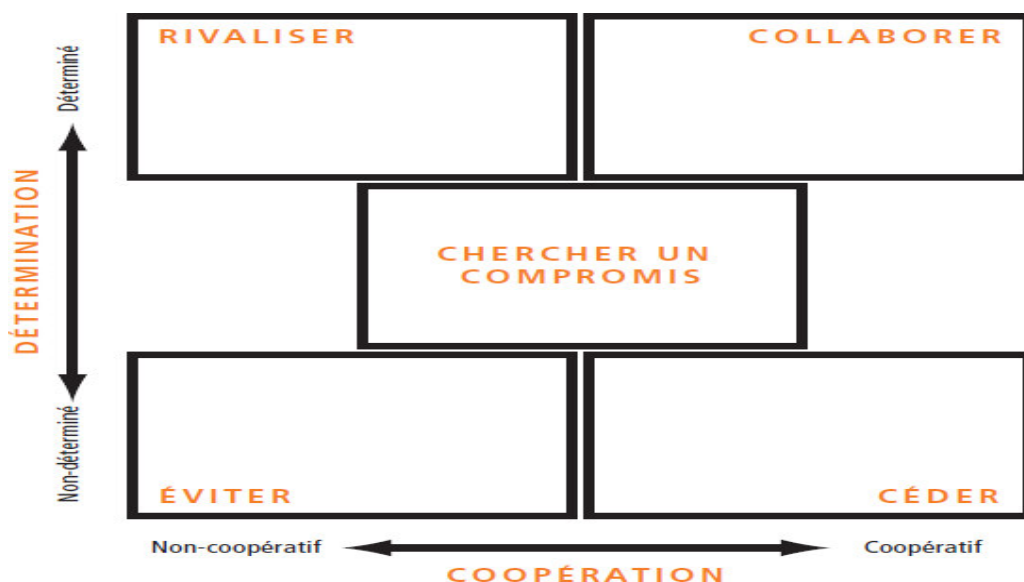 RIVALISER
COLLABORER
Déterminé
DÉTERMINATION
CHERCHER UN
COMPROMIS
Non-déterminé
ÉVITER
CÉDER
Non-coopératif
Coopératif
COOPÉRATION